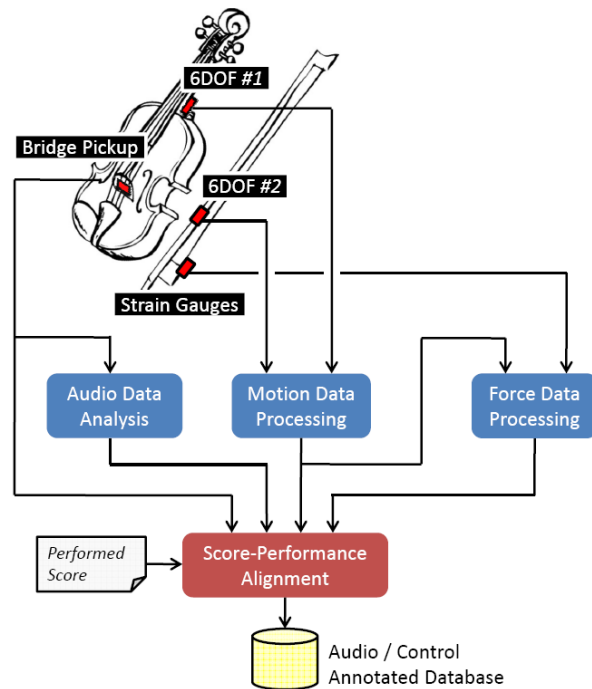 6DOF #1
Bridge Pickup
6DOF #2
Strain Gauges
Audio Data
Analysis
Motion Data
Processing
Force Data
Processing
Performed
Score
Score-Performance
Alignment
Audio / Control
Annotated Database